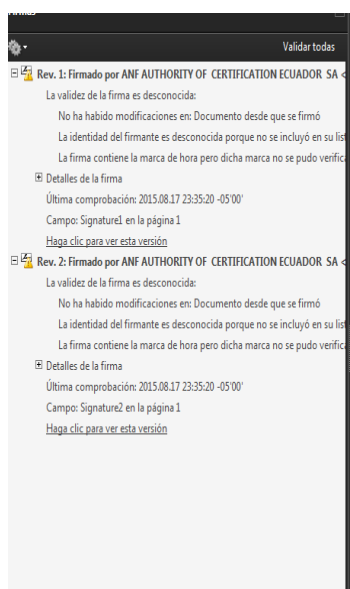 Firmas
Validar todas
Rev. 1: Firmado por ANF AUTHORITY OF CERTIFICATION ECUADOR SA <
La validez de la firma es desconocida:
No ha habido modificaciones en: Documento desde que se firmó
La identidad del firmante es desconocida porque no se incluyó en su list
La firma contiene la marca de hora pero dicha marca no se pudo verifica
Detalles de la firma
Última comprobación: 2015.08.17 23:35:20 -05'00'
Campo: Signature1 en la página 1
Haga clic para ver esta versión
Rev. 2: Firmado por ANF AUTHORITY OF CERTIFICATION ECUADOR SA <
La validez de la firma es desconocida:
No ha habido modificaciones en: Documento desde que se firmó
La identidad del firmante es desconocida porque no se incluyó en su list
La firma contiene la marca de hora pero dicha marca no se pudo verifica
Detalles de la firma
Última comprobación: 2015.08.17 23:35:20 -05'00'
Campo: Signature2 en la página 1
Haga clic para ver esta versión